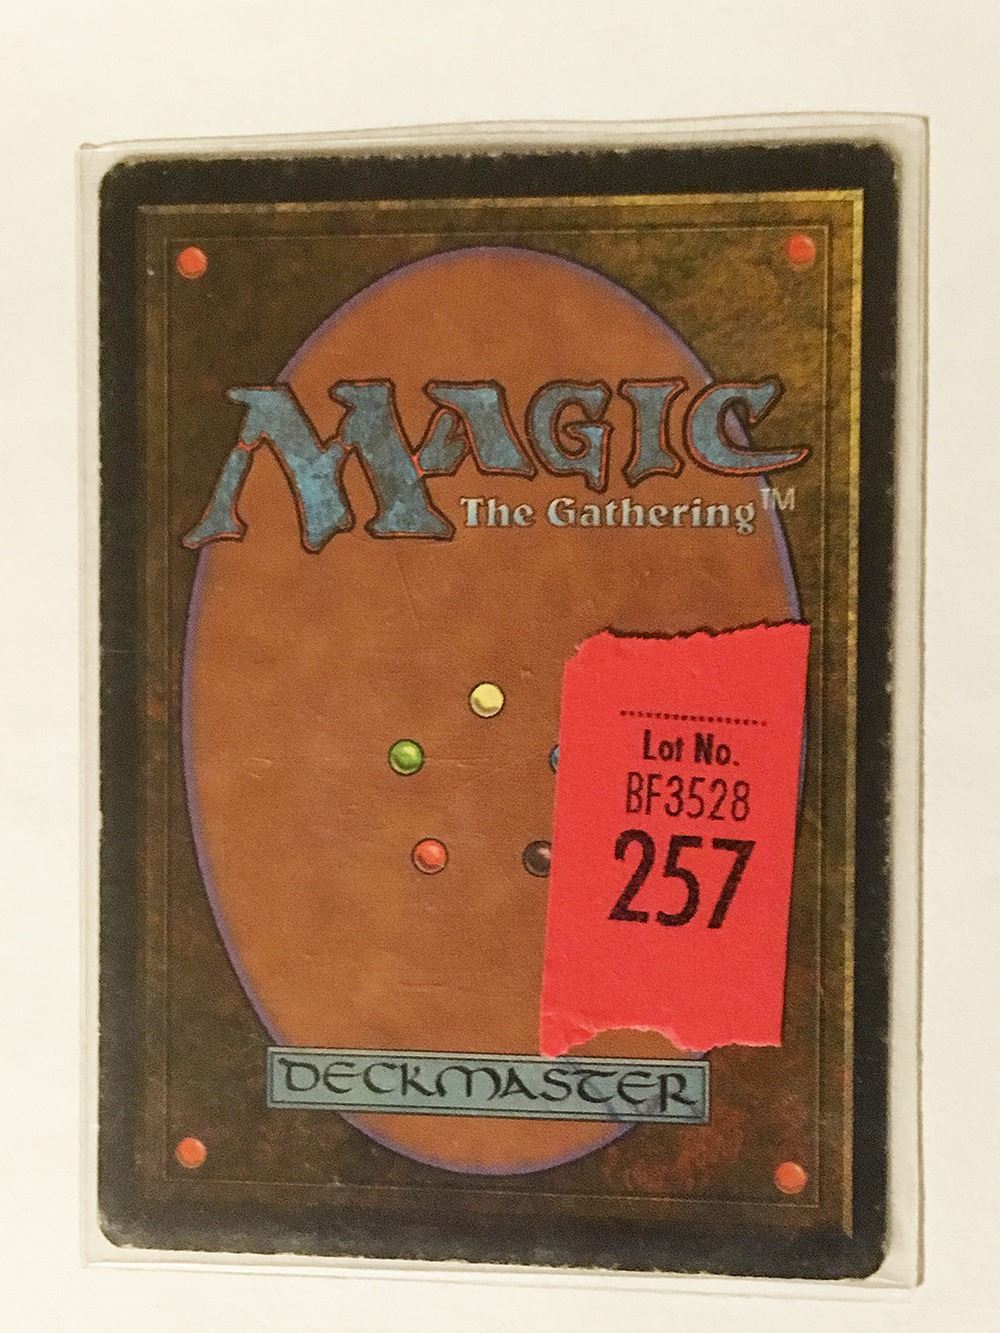 MAGIC
The Gathering™
Lot No.
BF3528
257
DECKMASTER